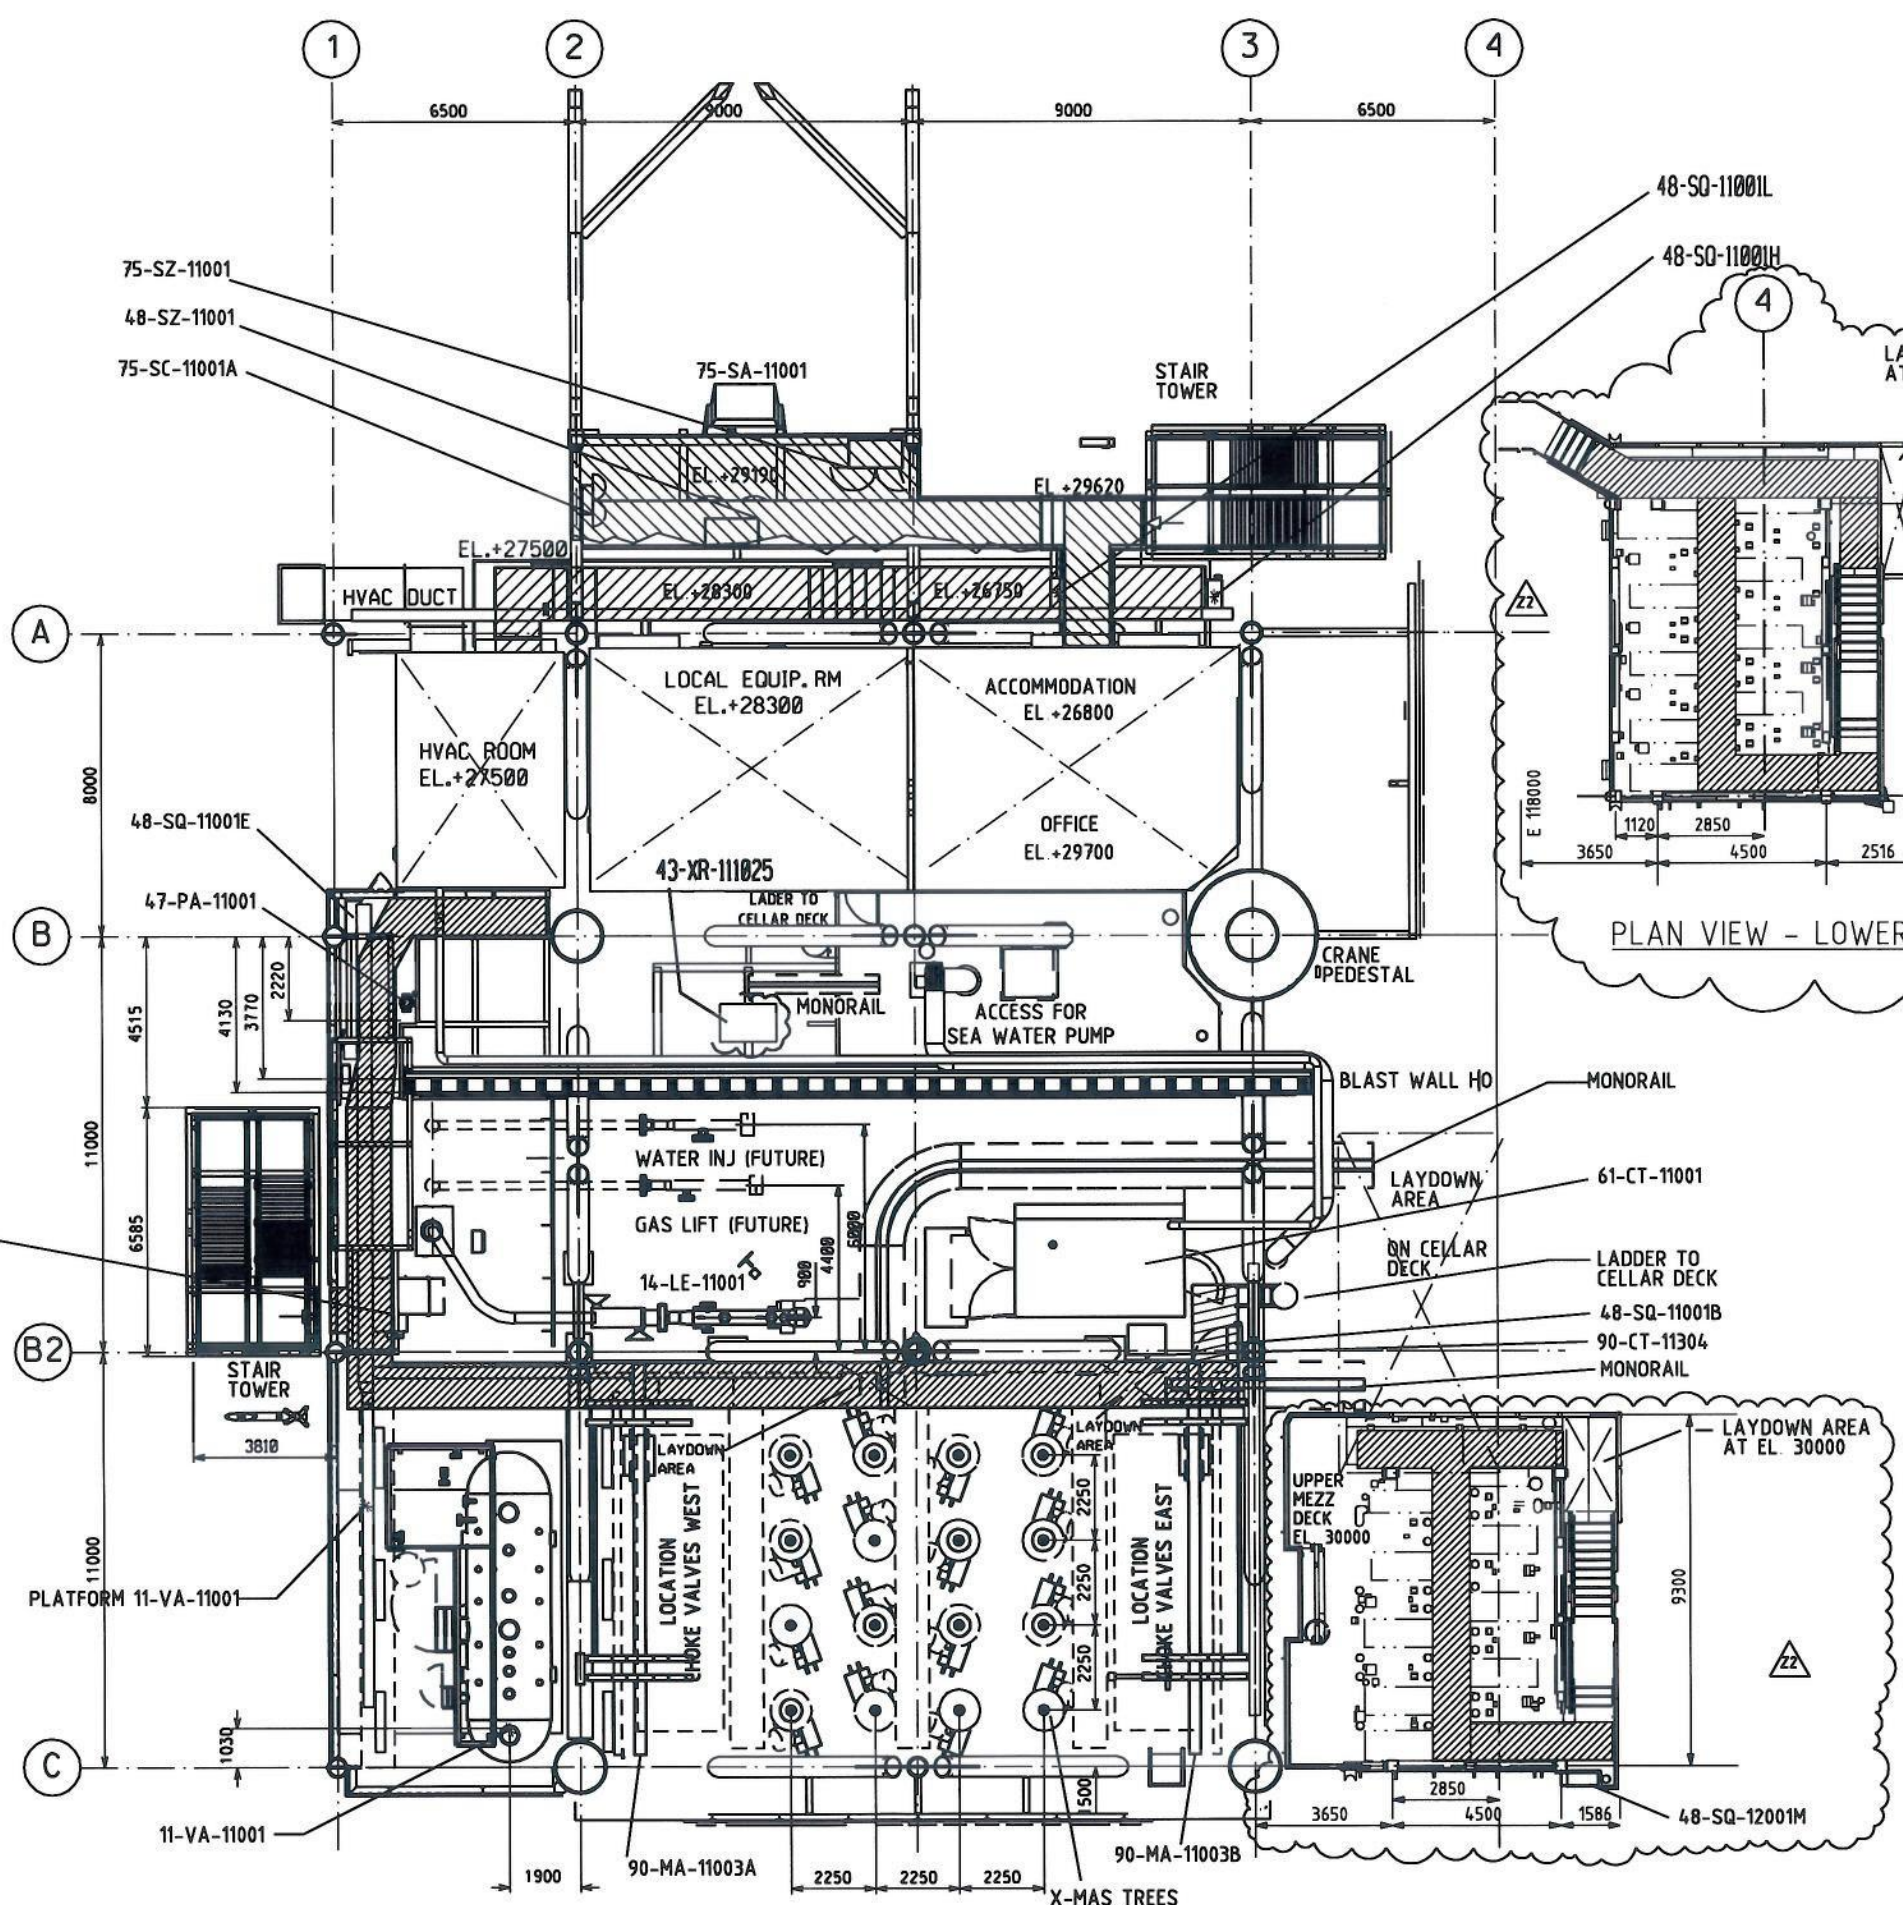 1
2
3
4
6500
9000
9000
6500
48-SQ-11001L
48-SQ-11001H
75-SZ-11001
48-SZ-11001
75-SC-11001A
75-SA-11001
STAIR
TOWER
4
EL.+29190
EL.+29620
EL.+27500
HVAC DUCT
EL.+28300
EL.+26750
Z2
A
LOCAL EQUIP. RM
EL.+28300
ACCOMMODATION
EL.+26800
HVAC ROOM
EL.+27500
8000
OFFICE
EL.+29700
E 118000
1120
2850
3650
4500
2516
48-SQ-11001E
43-XR-111025
47-PA-11001
LADER TO
CELLAR DECK
B
PLAN VIEW - LOWER
CRANE
PEDESTAL
2220
3770
4130
4515
MONORAIL
ACCESS FOR
SEA WATER PUMP
BLAST WALL HO
MONORAIL
11000
WATER INJ (FUTURE)
LAYDOWN
AREA
61-CT-11001
6585
GAS LIFT (FUTURE)
6000
4400
900
ON CELLAR
DECK
LADDER TO
CELLAR DECK
14-LE-11001
48-SQ-11001B
90-CT-11304
MONORAIL
B2
STAIR
TOWER
3810
LAYDOWN
AREA
LAYDOWN
AREA
LAYDOWN AREA
AT EL. 30000
UPPER
MEZZ
DECK
EL. 30000
LOCATION
CHOKE VALVES WEST
2250
2250
2250
LOCATION
CHOKE VALVES EAST
9300
11000
PLATFORM 11-VA-11001
Z2
1030
C
1500
2850
3650
4500
1586
48-SQ-12001M
11-VA-11001
1900
90-MA-11003A
2250
2250
2250
90-MA-11003B
X-MAS TREES